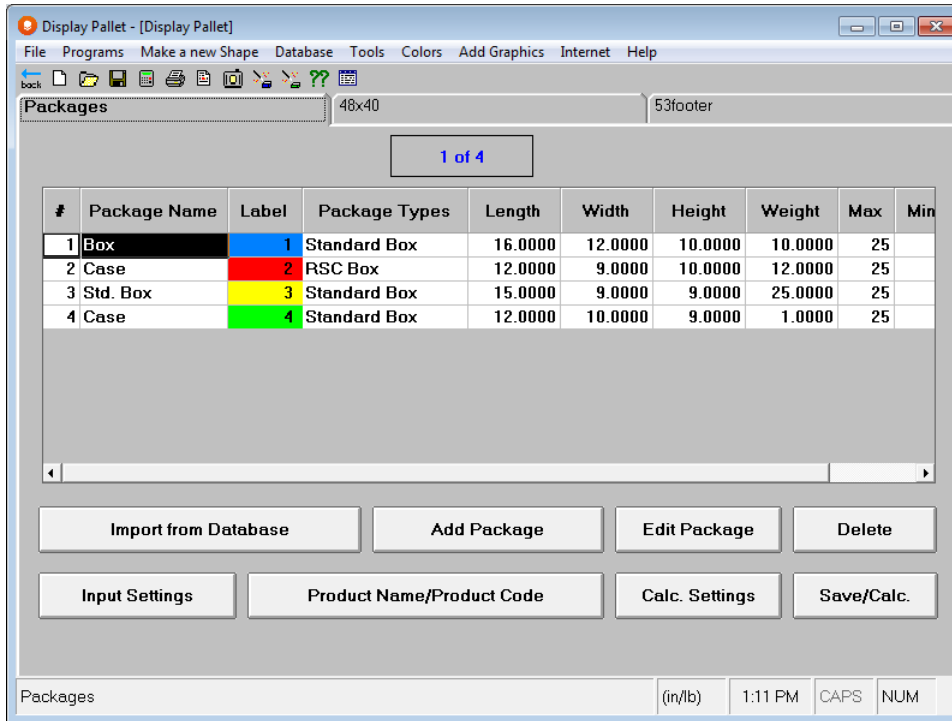 Display Pallet - [Display Pallet]
File Programs Make a new Shape Database Tools Colors Add Graphics Internet Help
back ??
Packages 48x40 53footer
1 of 4
# Package Name Label Package Types Length Width Height Weight Max Min
1 Box 1 Standard Box 16.0000 12.0000 10.0000 10.0000 25
2 Case 2 RSC Box 12.0000 9.0000 10.0000 12.0000 25
3 Std. Box 3 Standard Box 15.0000 9.0000 9.0000 25.0000 25
4 Case 4 Standard Box 12.0000 10.0000 9.0000 1.0000 25
Import from Database Add Package Edit Package Delete
Input Settings Product Name/Product Code Calc. Settings Save/Calc.
Packages (in/lb) 1:11 PM CAPS NUM